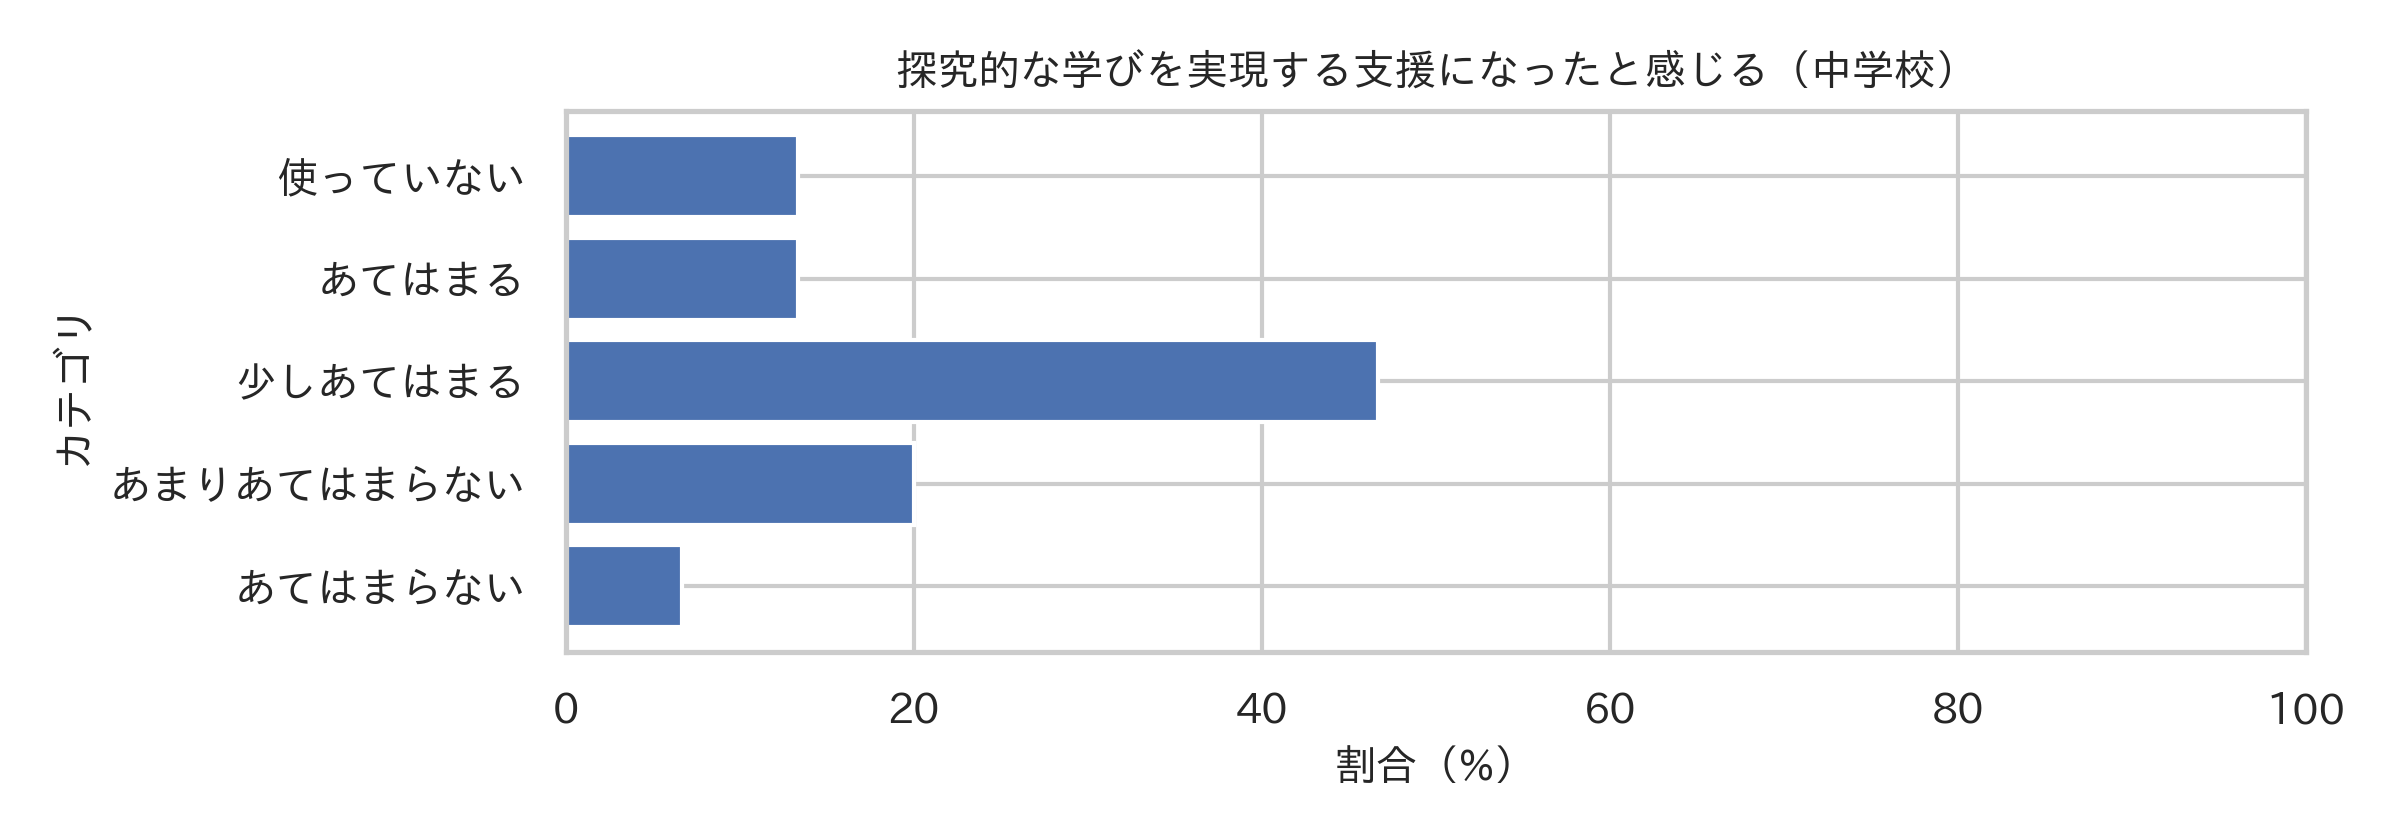 探究的な学びを実現する支援になったと感じる（中学校）
カテゴリ
使っていない
あてはまる
少しあてはまる
あまりあてはまらない
あてはまらない
0 20 40 60 80 100
割合（%）